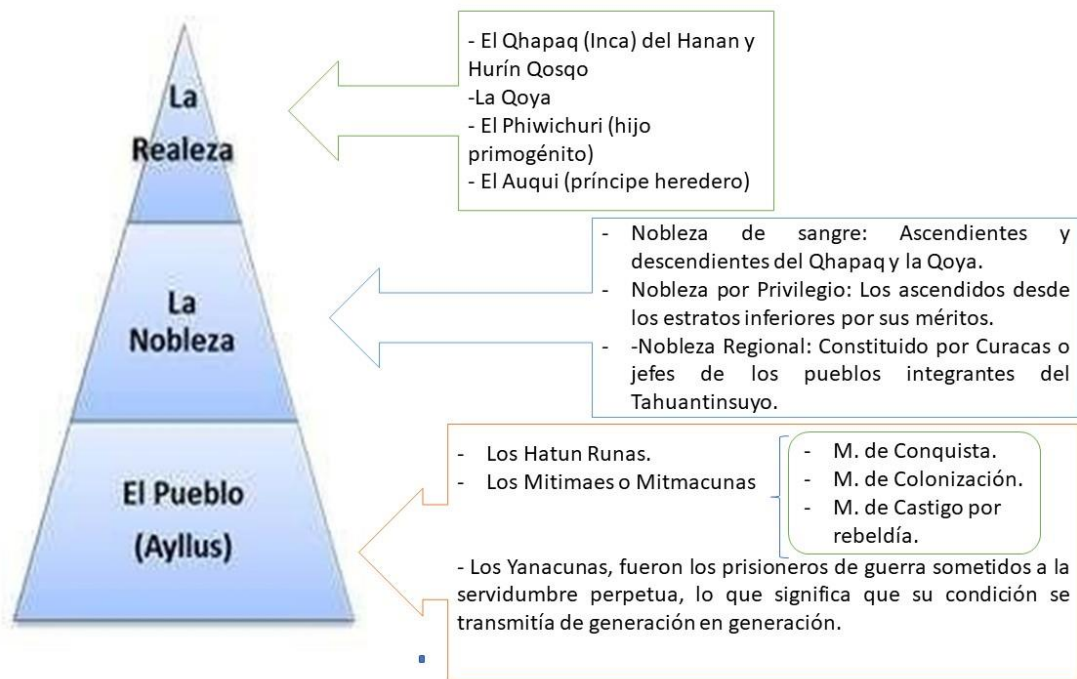 La
Realeza
- El Qhapaq (Inca) del Hanan y
Hurín Qosqo
-La Qoya
- El Phiwichuri (hijo
primogénito)
- El Auqui (príncipe heredero)
La
Nobleza
- Nobleza de sangre: Ascendientes y
descendientes del Qhapaq y la Qoya.
- Nobleza por Privilegio: Los ascendidos desde
los estratos inferiores por sus méritos.
- -Nobleza Regional: Constituido por Curacas o
jefes de los pueblos integrantes del
Tahuantinsuyo.
El Pueblo
(Ayllus)
- Los Hatun Runas.
- Los Mitimaes o Mitmacunas
- M. de Conquista.
- M. de Colonización.
- M. de Castigo por
rebeldía.
- Los Yanacunas, fueron los prisioneros de guerra sometidos a la
servidumbre perpetua, lo que significa que su condición se
transmitía de generación en generación.